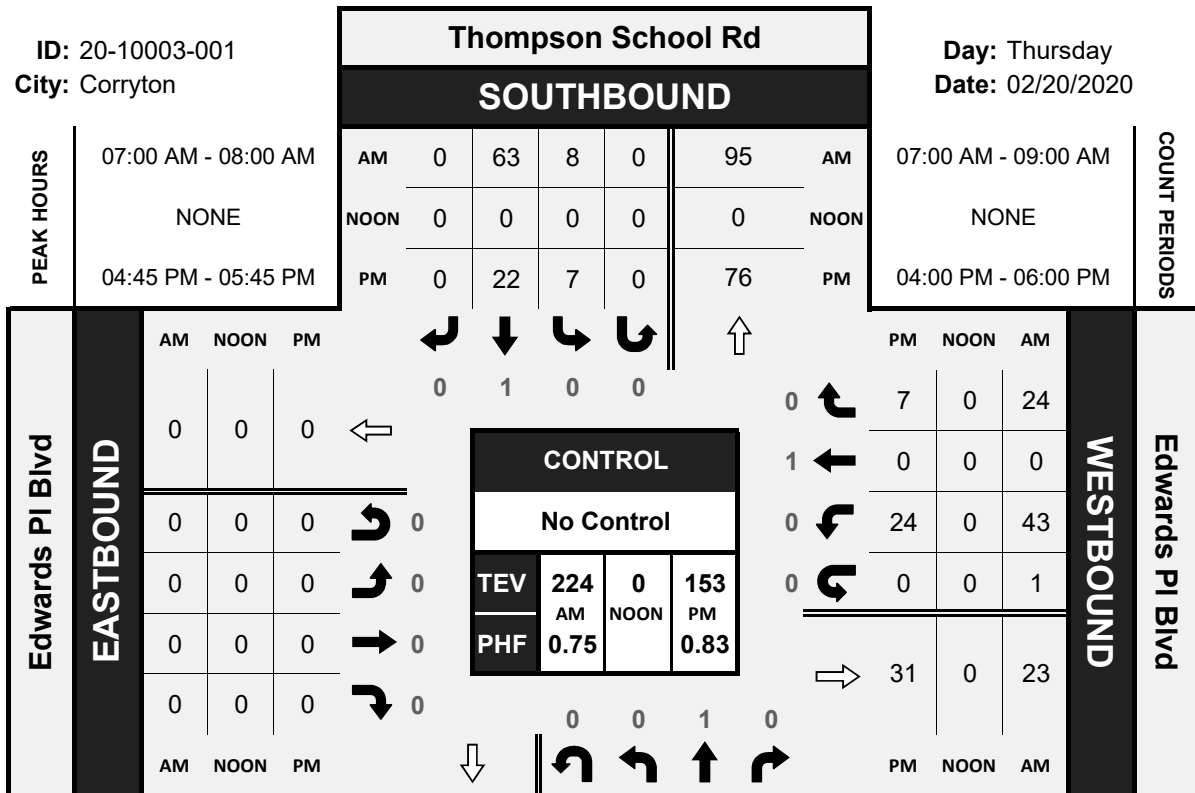 ID: 20-10003-001
City: Corryton
Thompson School Rd
SOUTHBOUND
Day: Thursday
Date: 02/20/2020
PEAK HOURS
07:00 AM - 08:00 AM
NONE
04:45 PM - 05:45 PM
AM 0 63 8 0 95 AM
NOON 0 0 0 0 0 NOON
PM 0 22 7 0 76 PM
07:00 AM - 09:00 AM
NONE
04:00 PM - 06:00 PM
COUNT PERIODS
0 1 0 0
Edwards Pl Blvd
EASTBOUND
AM NOON PM
0 0 0
0 0 0 0
0 0 0 0
0 0 0 0
0 0 0 0
AM NOON PM
CONTROL
No Control
TEV 224 0 153
AM NOON PM
PHF 0.75 0.83
PM NOON AM
0 7 0 24
1 0 0 0
0 24 0 43
0 0 0 1
31 0 23
PM NOON AM
WESTBOUND
Edwards Pl Blvd
0 0 1 0